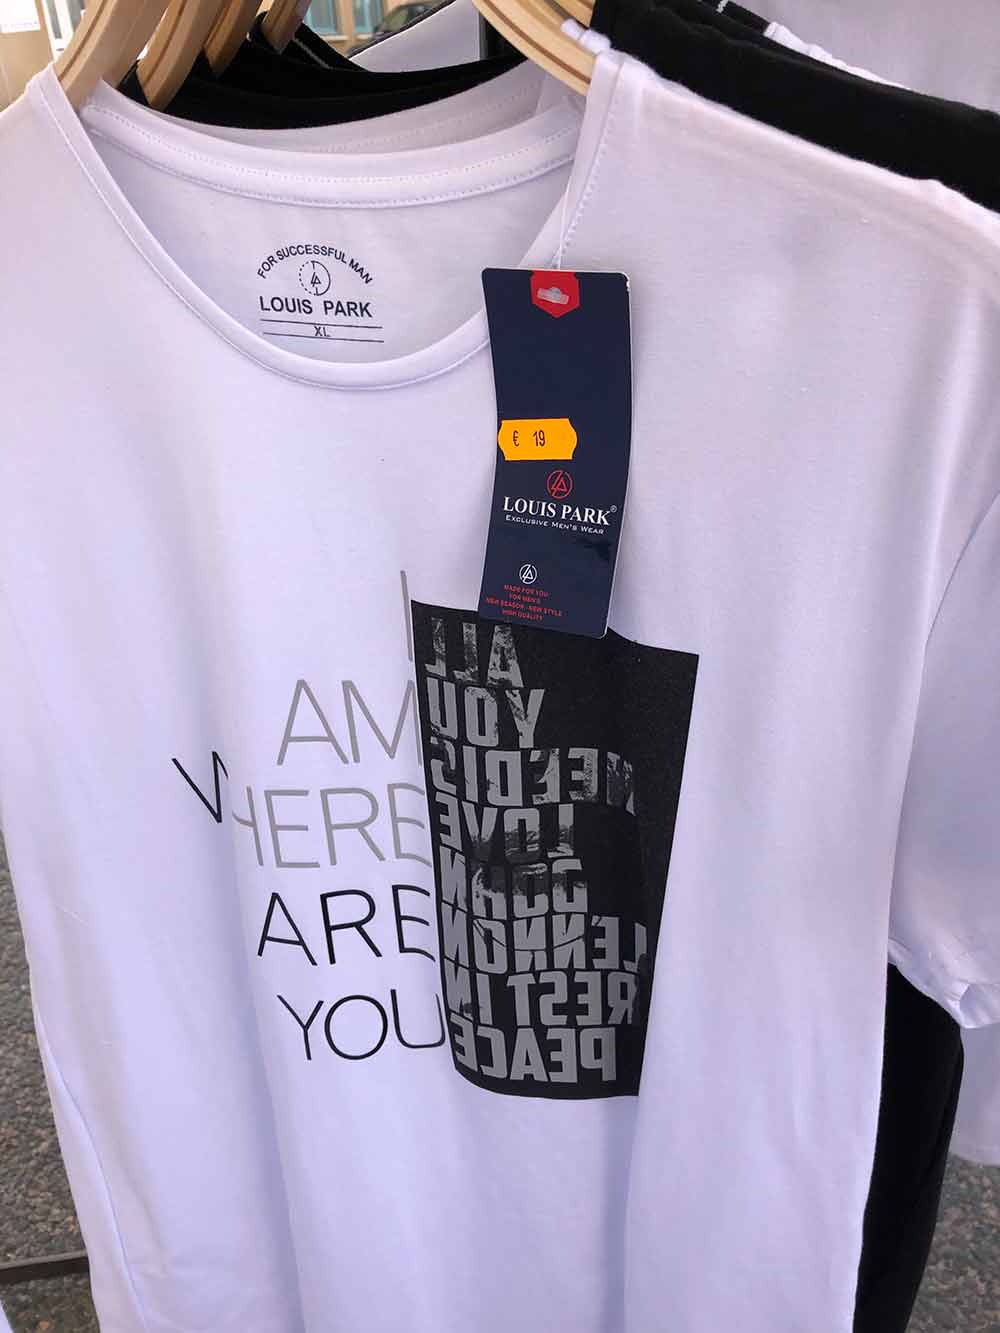 FOR SUCCESSFUL MAN
LOUIS PARK
XL
€ 19
LOUIS PARK®
EXCLUSIVE MEN'S WEAR
MADE FOR YOU
FOR MEN'S
NEW SEASON - NEW STYLE
HIGH QUALITY
I
AM
WHERE
ARE
YOU
ALL
YOU
NEED IS
LOVE
JOHN
LENNON
REST IN
PEACE